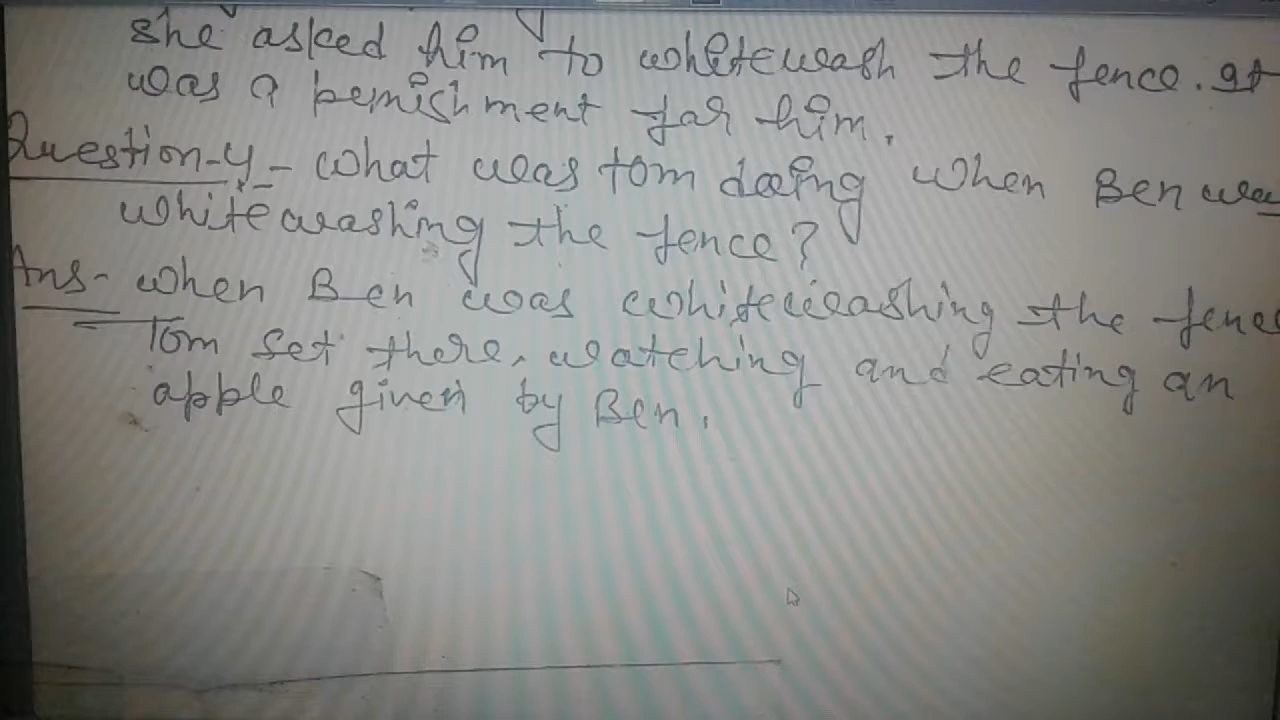 she asked him to whitewash the fence. It
was a punishment for him.
Question-4- What was tom doing when Ben was
whitewashing the fence?
Ans- when Ben was whitewashing the fence
Tom set there, watching and eating an
apple given by Ben.